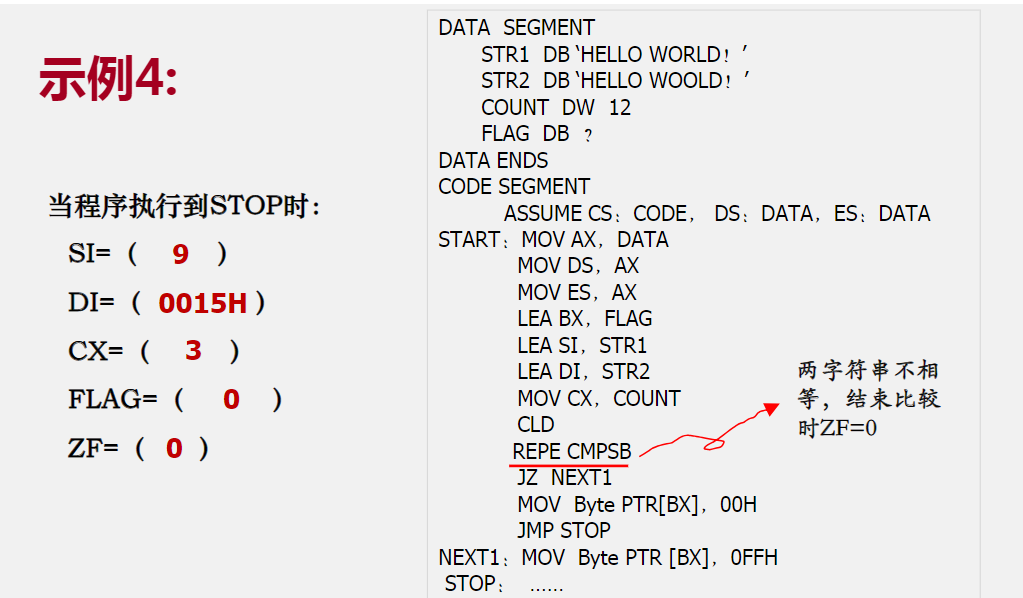 示例4:
当程序执行到STOP时：
SI=（ 9 ）
DI=（ 0015H ）
CX=（ 3 ）
FLAG=（ 0 ）
ZF=（ 0 ）
DATA SEGMENT
STR1 DB ‘HELLO WORLD！’
STR2 DB ‘HELLO WOOLD！’
COUNT DW 12
FLAG DB ？
DATA ENDS
CODE SEGMENT
ASSUME CS：CODE， DS：DATA，ES：DATA
START：MOV AX，DATA
MOV DS，AX
MOV ES，AX
LEA BX，FLAG
LEA SI，STR1
LEA DI，STR2
MOV CX，COUNT
CLD
REPE CMPSB
JZ NEXT1
MOV Byte PTR[BX]，00H
JMP STOP
NEXT1：MOV Byte PTR [BX]，0FFH
STOP： ……
两字符串不相
等，结束比较
时ZF=0